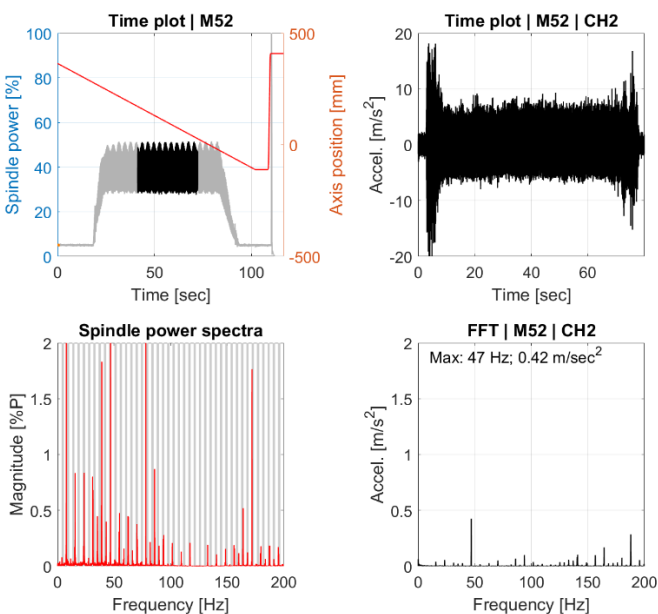 Time plot | M52
100
80
60
40
20
0
Spindle power [%]
500
0
-500
Axis position [mm]
0
50
100
Time [sec]
Time plot | M52 | CH2
20
10
0
-10
-20
Accel. [m/s²]
0
20
40
60
Time [sec]
Spindle power spectra
2
1.5
1
0.5
0
Magnitude [%P]
0
50
100
150
200
Frequency [Hz]
FFT | M52 | CH2
Max: 47 Hz; 0.42 m/sec²
2
1.5
1
0.5
0
Accel. [m/s²]
0
50
100
150
200
Frequency [Hz]